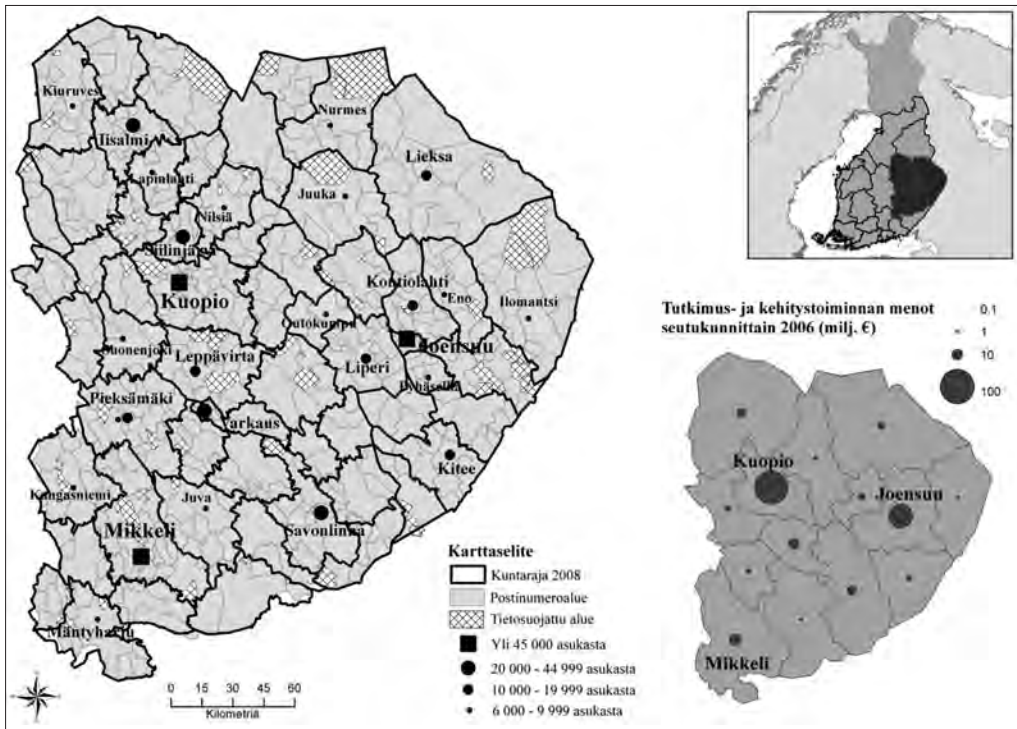 Kiuruvesi
Iisalmi
Nurmes
Lieksa
Lapinlahti
Juuka
Nilsiä
Siilinjärvi
Kuopio
Kontiolahti
Eno
Ilomantsi
Outokumpu
Joensuu
Suonenjoki
Leppävirta
Liperi
Pyhäselkä
Pieksämäki
Varkaus
Kitee
Kangasniemi
Juva
Savonlinna
Mikkeli
Mäntyharju
0 15 30 60
Kilometriä
Karttaselite
Kuntaraja 2008
Postinumeroalue
Tietosuojattu alue
Yli 45 000 asukasta
20 000 - 44 999 asukasta
10 000 - 19 999 asukasta
6 000 - 9 999 asukasta
Tutkimus- ja kehitystoiminnan menot
seutukunnittain 2006 (milj. €)
0,1
1
10
100
Kuopio
Joensuu
Mikkeli